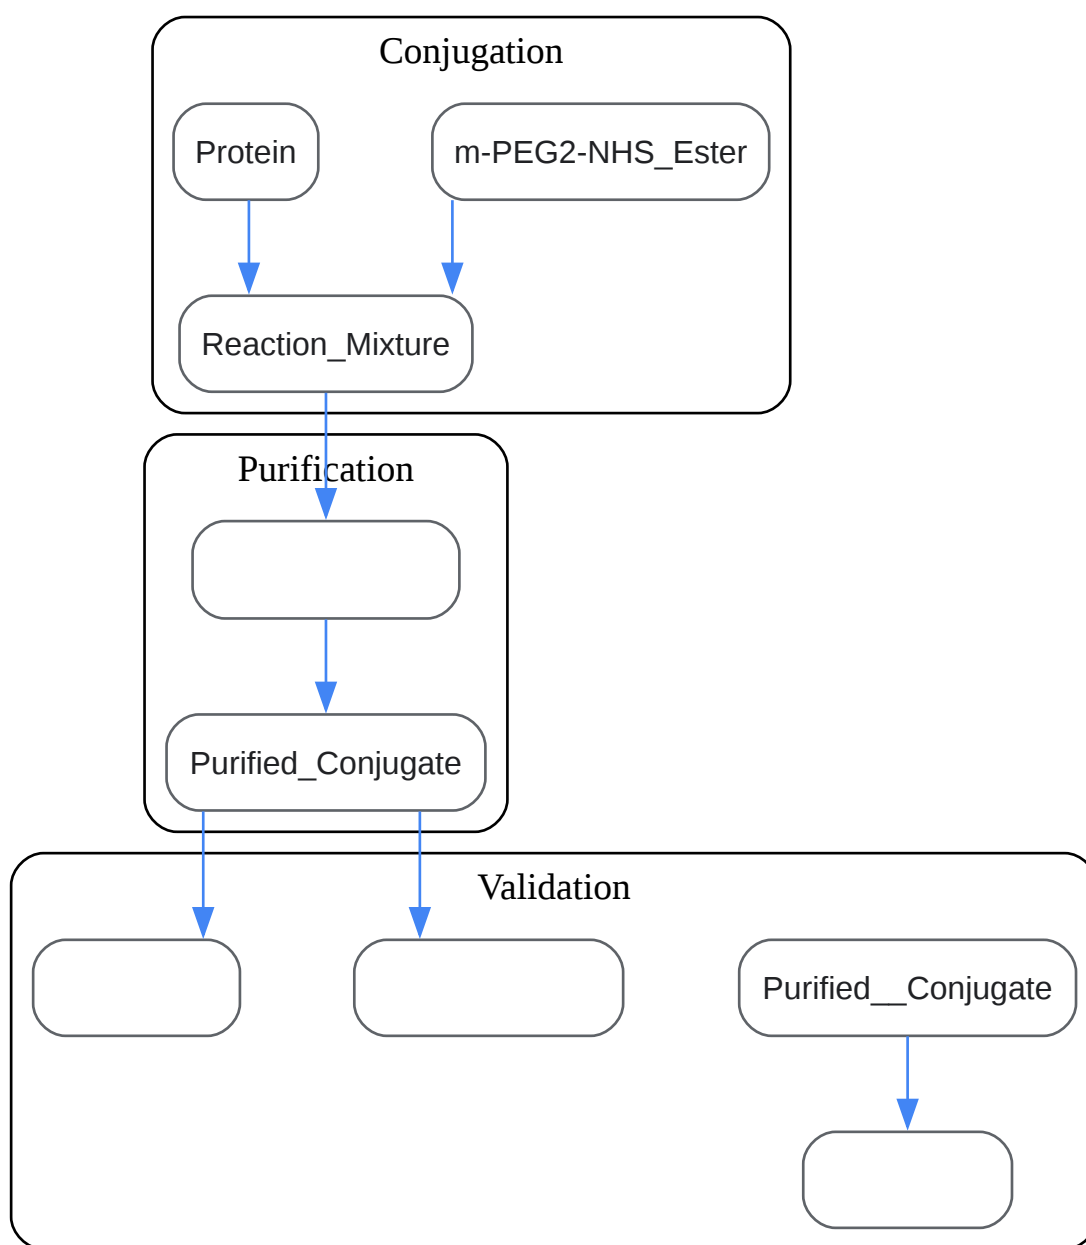 Conjugation
Protein
m-PEG2-NHS_Ester
Reaction_Mixture
Purification
Purified_Conjugate
Validation
Purified__Conjugate